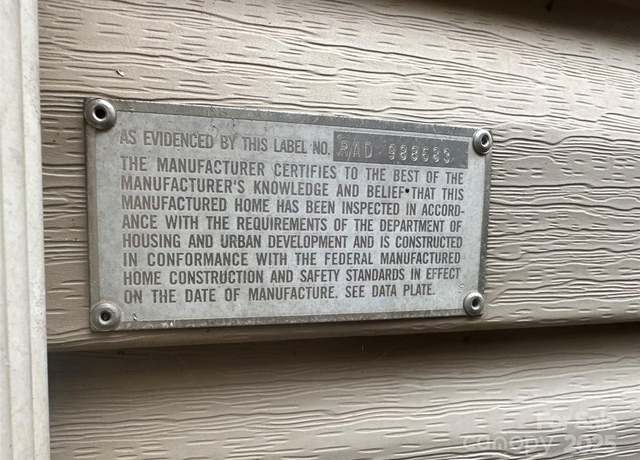 AS EVIDENCED BY THIS LABEL NO. RAD
THE MANUFACTURER CERTIFIES TO THE BEST OF THE
MANUFACTURER'S KNOWLEDGE AND BELIEF THAT THIS
MANUFACTURED HOME HAS BEEN INSPECTED IN ACCORD-
ANCE WITH THE REQUIREMENTS OF THE DEPARTMENT OF
HOUSING AND URBAN DEVELOPMENT AND IS CONSTRUCTED
IN CONFORMANCE WITH THE FEDERAL MANUFACTURED
HOME CONSTRUCTION AND SAFETY STANDARDS IN EFFECT
ON THE DATE OF MANUFACTURE. SEE DATA PLATE.
canopy 2025